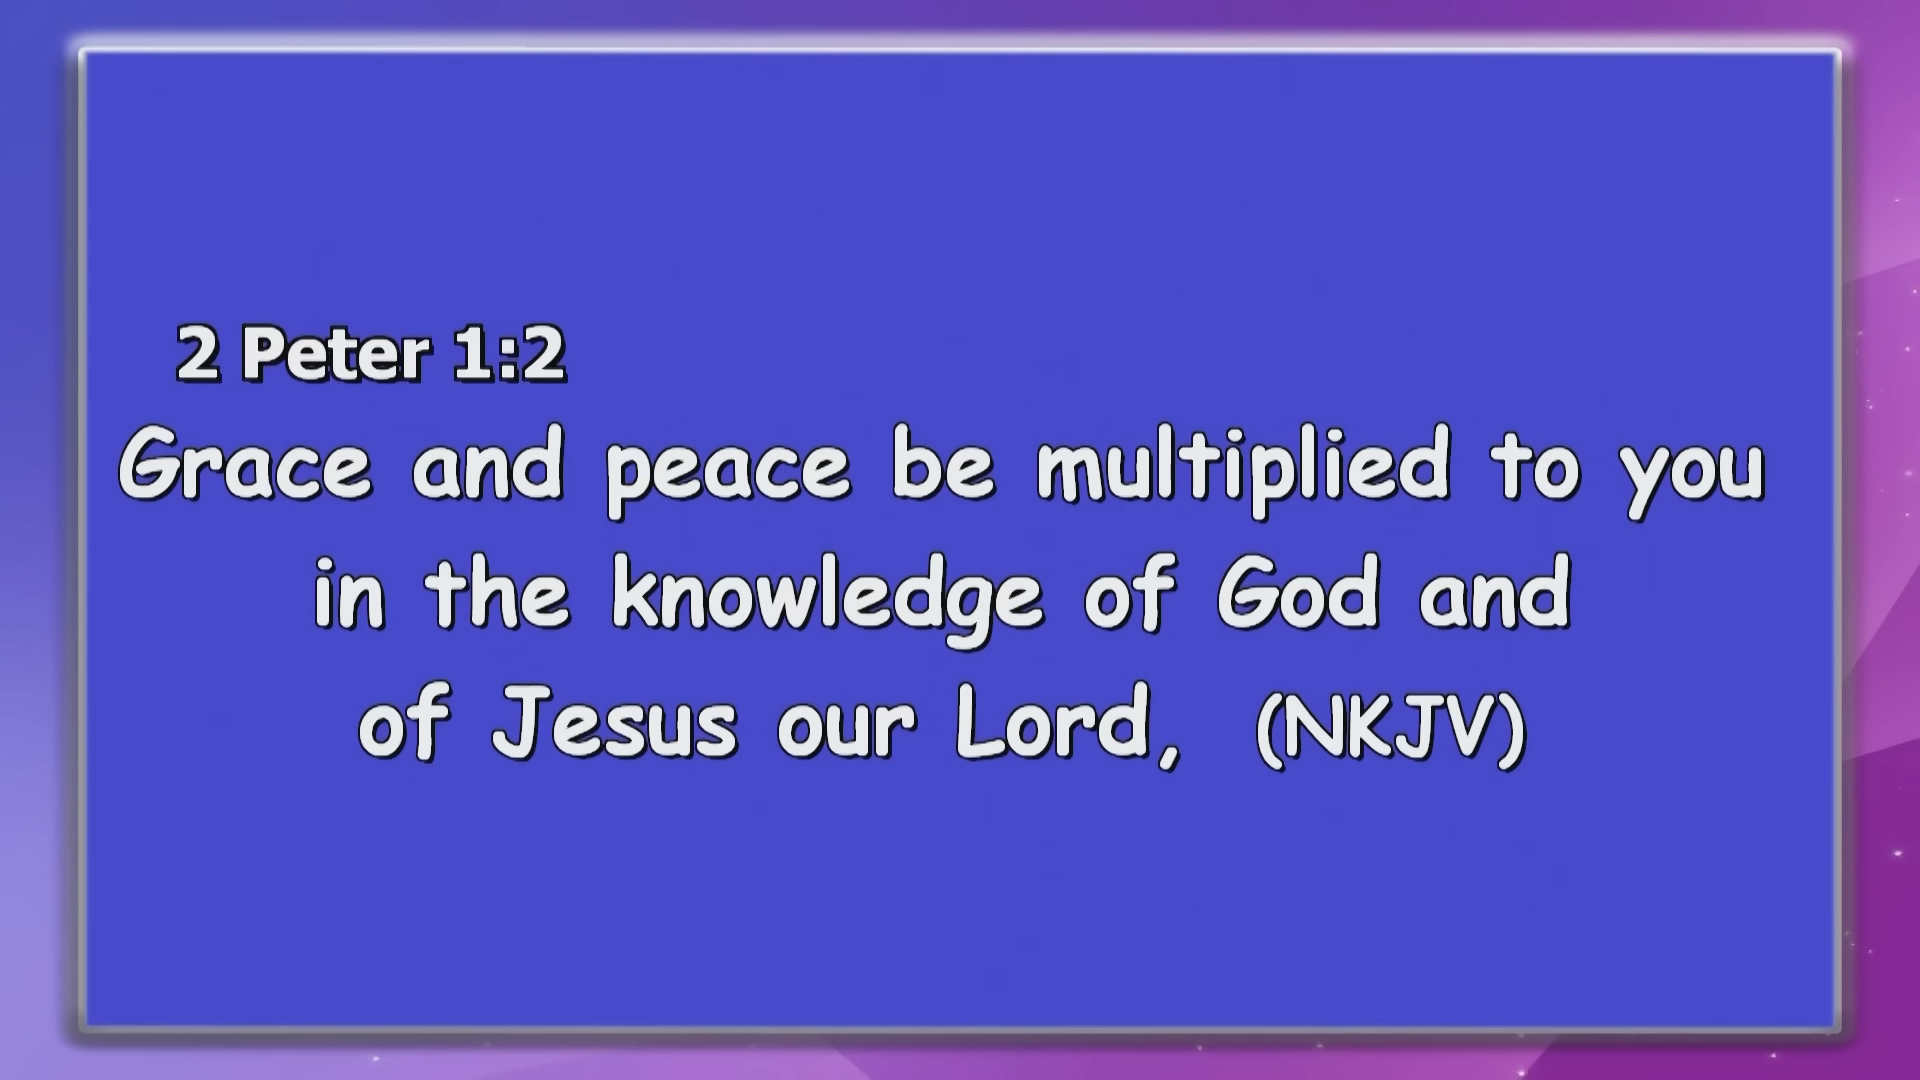 2 Peter 1:2
Grace and peace be multiplied to you
in the knowledge of God and
of Jesus our Lord, (NKJV)